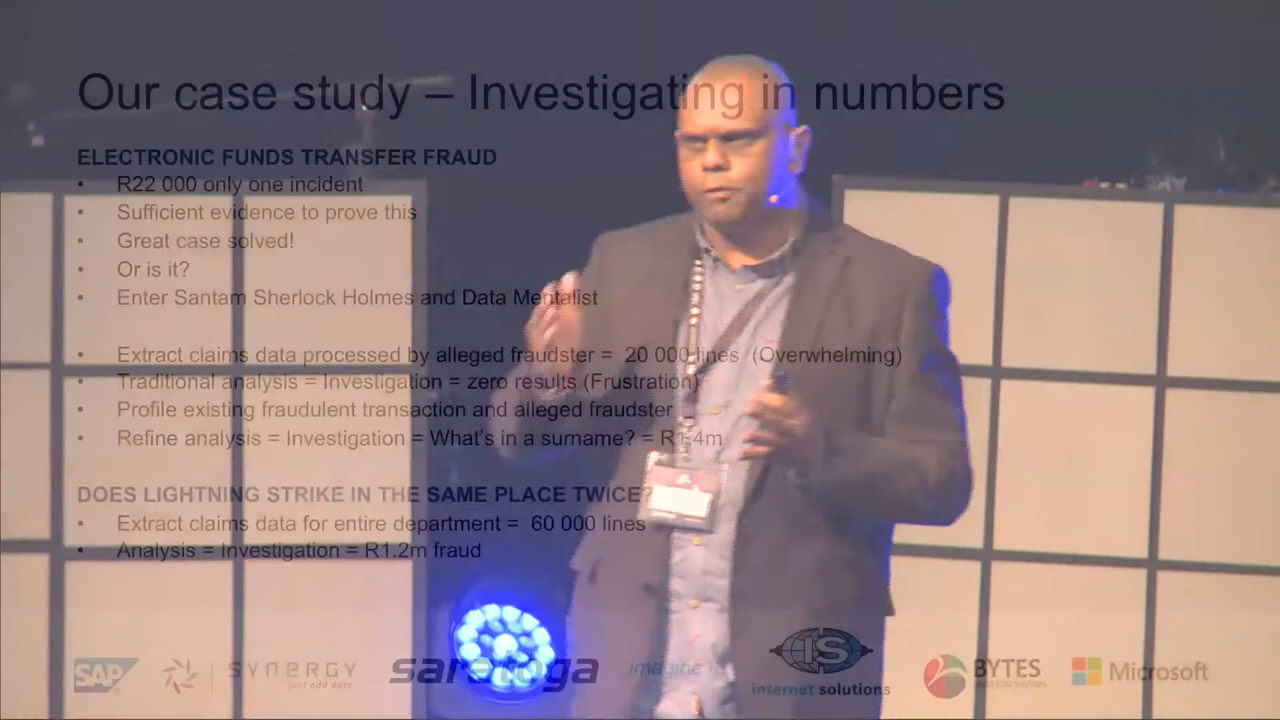 Our case study – Investigating in numbers
ELECTRONIC FUNDS TRANSFER FRAUD
• R22 000 only one incident
• Sufficient evidence to prove this
• Great case solved!
• Or is it?
• Enter Santam Sherlock Holmes and Data Mentalist
• Extract claims data processed by alleged fraudster = 20 000 lines (Overwhelming)
• Traditional analysis = Investigation = zero results (Frustration)
• Profile existing fraudulent transaction and alleged fraudster
• Refine analysis = Investigation = What's in a surname? = R1.4m
DOES LIGHTNING STRIKE IN THE SAME PLACE TWICE?
• Extract claims data for entire department = 60 000 lines
• Analysis = Investigation = R1.2m fraud
SAP
SYNERGY
just add data
saratoga
imagine
IS
internet solutions
BYTES
Microsoft